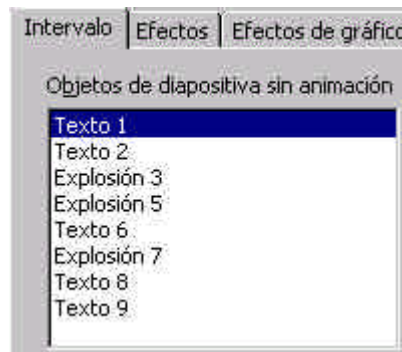 Intervalo Efectos Efectos de gráfico
Objetos de diapositiva sin animación
Texto 1
Texto 2
Explosión 3
Explosión 5
Texto 6
Explosión 7
Texto 8
Texto 9